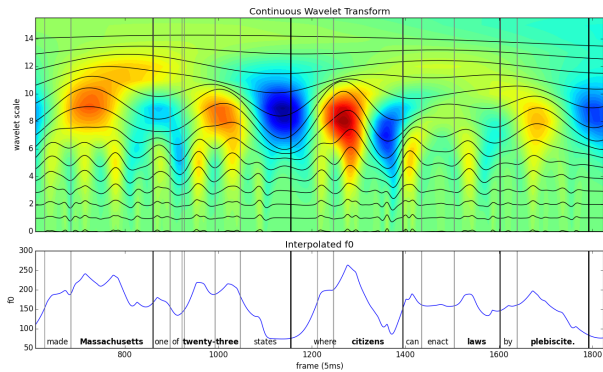 Continuous Wavelet Transform
wavelet scale
14
12
10
8
6
4
2
0
Interpolated f0
f0
300
250
200
150
100
50
made Massachusetts one of twenty-three states where citizens can enact laws by plebiscite.
800 1000 1200 1400 1600 1800
frame (5ms)